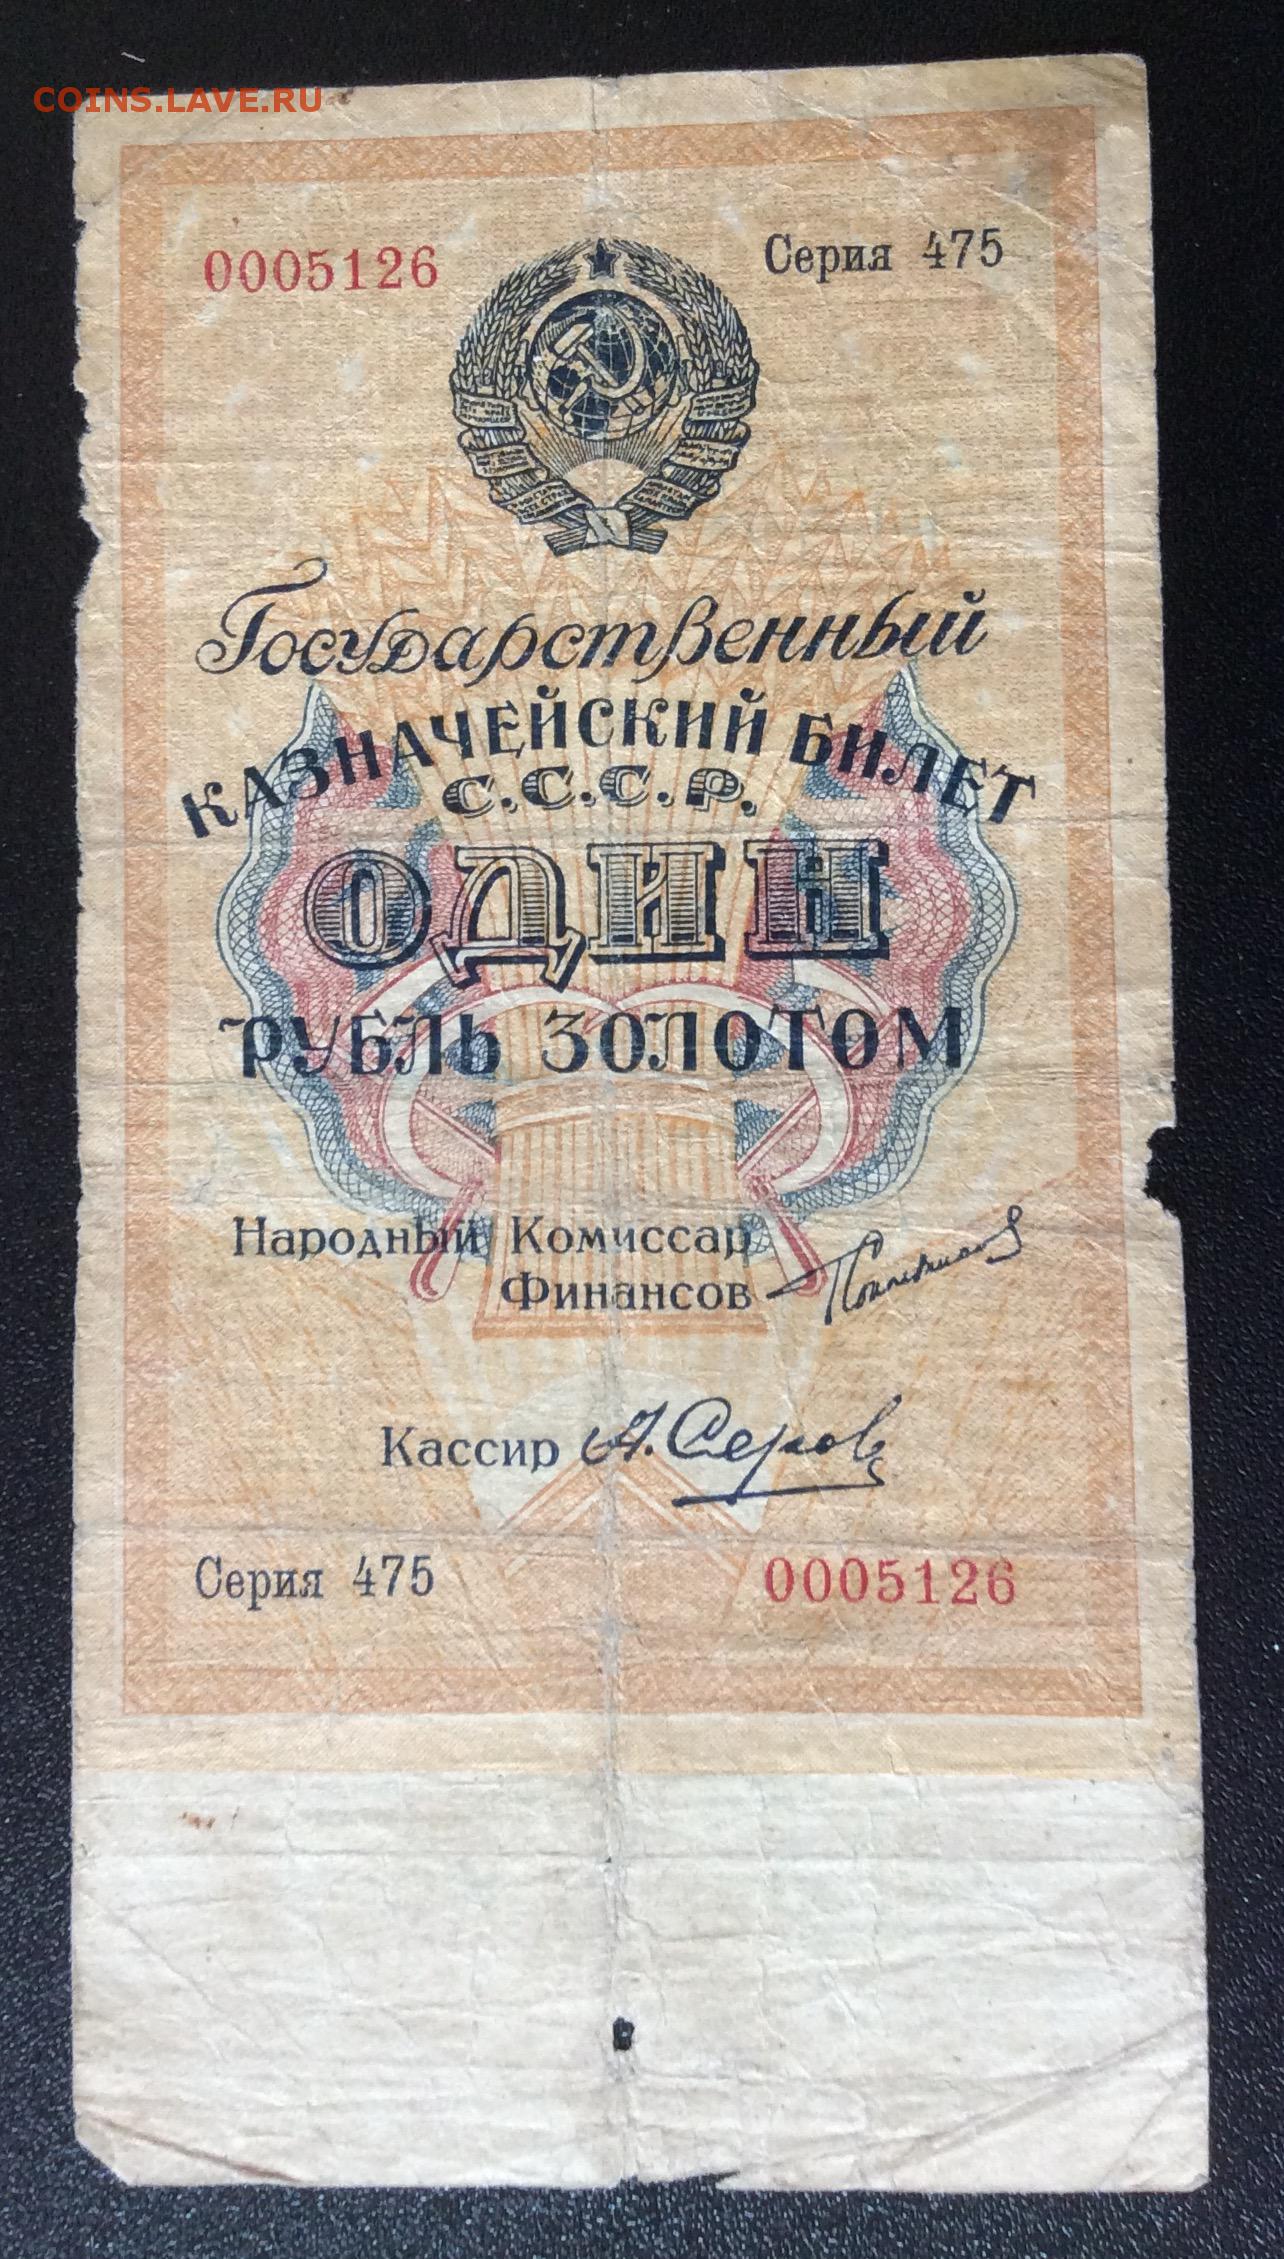 COINS.LAVE.RU
0005126
Серия 475
Государственный
КАЗНАЧЕЙСКИЙ БИЛЕТ
С.С.С.Р.
ОДИН
РУБЛЬ ЗОЛОТОМ
Народный Комиссар
Финансов
Кассир А. Серов
Серия 475
0005126